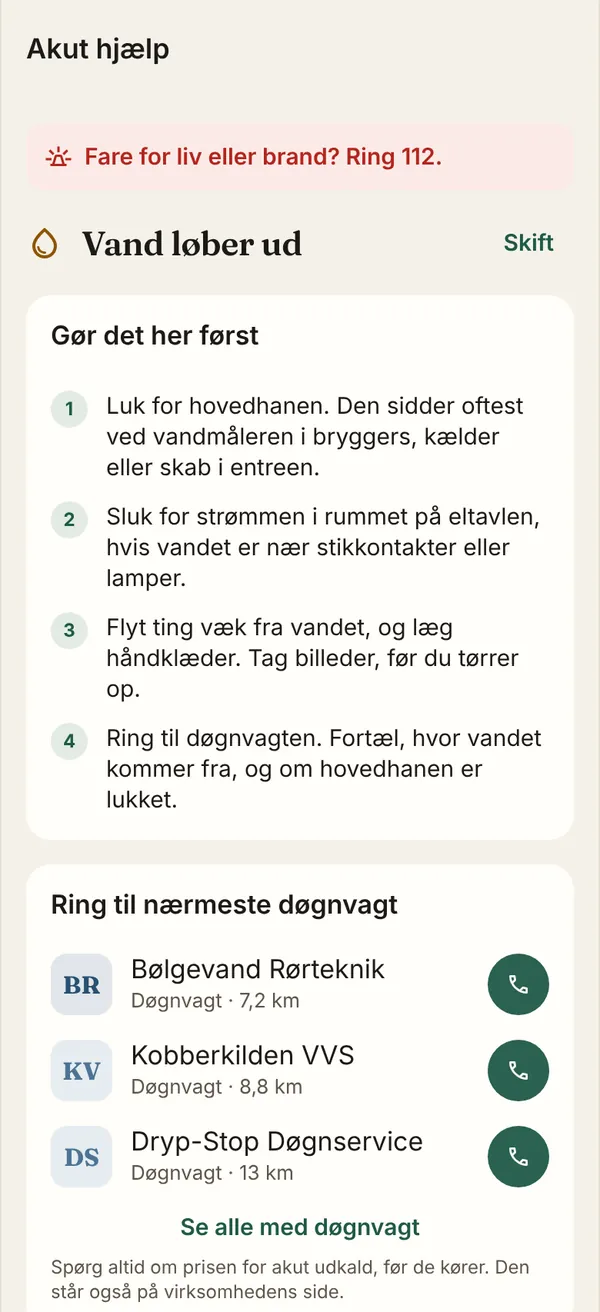 Akut hjælp
Fare for liv eller brand? Ring 112.
Vand løber ud
Skift
Gør det her først
1
Luk for hovedhanen. Den sidder oftest
ved vandmåleren i bryggers, kælder
eller skab i entreen.
2
Sluk for strømmen i rummet på eltavlen,
hvis vandet er nær stikkontakter eller
lamper.
3
Flyt ting væk fra vandet, og læg
håndklæder. Tag billeder, før du tørrer
op.
4
Ring til døgnvagten. Fortæl, hvor vandet
kommer fra, og om hovedhanen er
lukket.
Ring til nærmeste døgnvagt
BR
Bølgevand Rørteknik
Døgnvagt · 7,2 km
KV
Kobberkilden VVS
Døgnvagt · 8,8 km
DS
Dryp-Stop Døgnservice
Døgnvagt · 13 km
Se alle med døgnvagt
Spørg altid om prisen for akut udkald, før de kører. Den
står også på virksomhedens side.